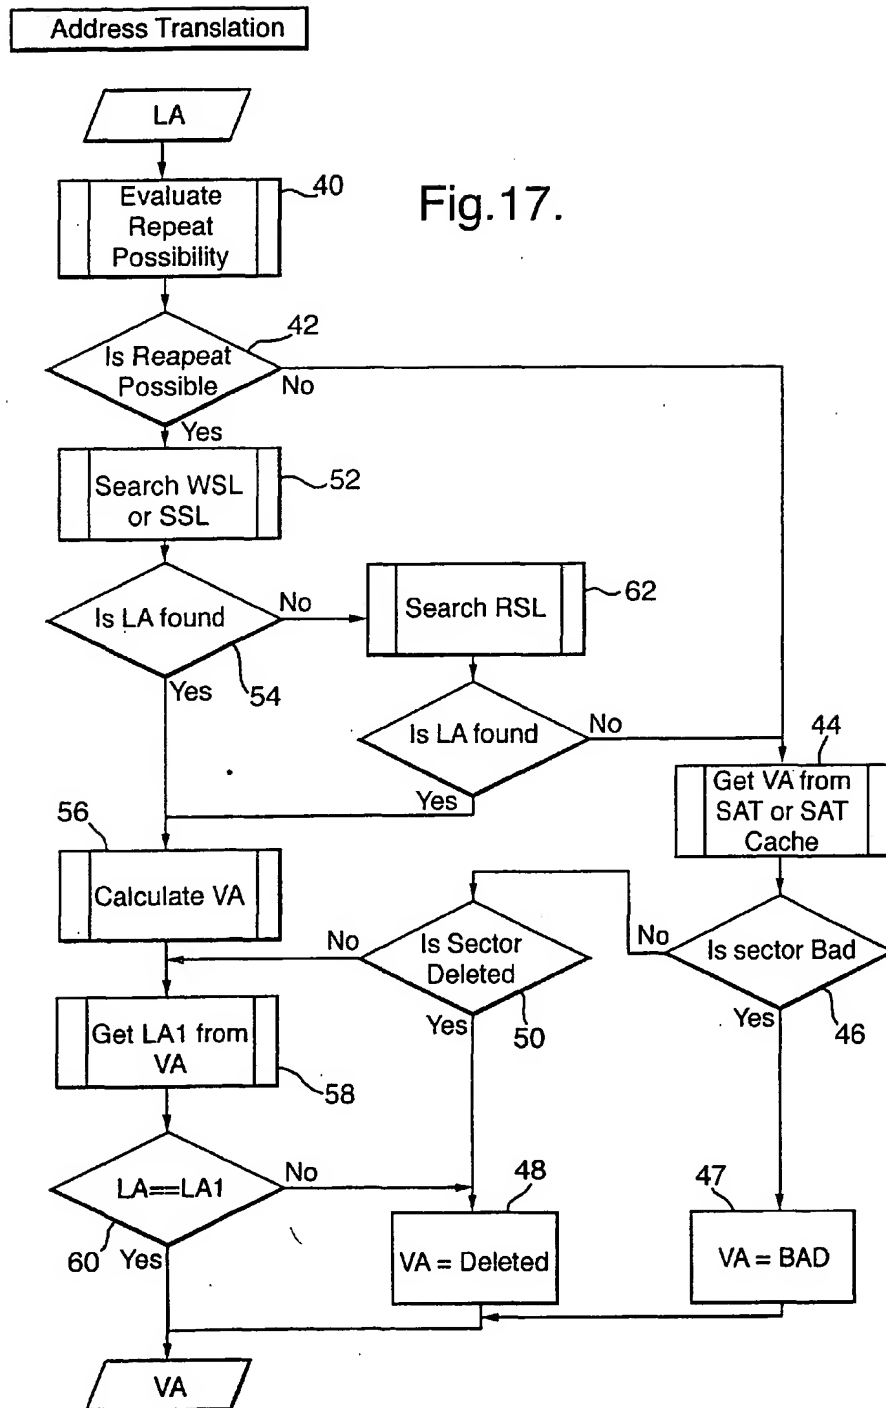 Address Translation
LA
Evaluate
Repeat
Possibility
40
Fig.17.
Is Reapeat
Possible
42
No
Yes
Search WSL
or SSL
52
Is LA found
No
54
Yes
Search RSL
62
Is LA found
No
Yes
44
Get VA from
SAT or SAT
Cache
56
Calculate VA
Is Sector
Deleted
No
Yes
50
Is sector Bad
No
Yes
46
Get LA1 from
VA
58
LA==LA1
No
60
Yes
48
VA = Deleted
47
VA = BAD
VA